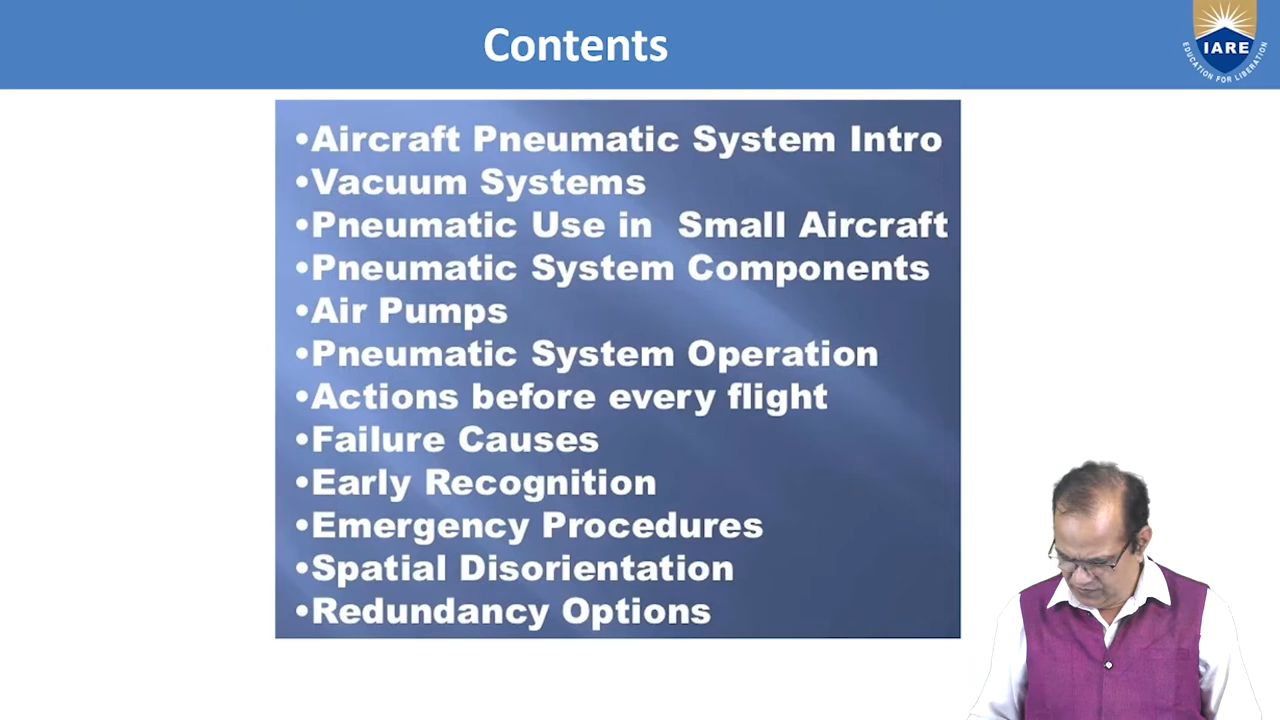 Contents
IARE
EDUCATION FOR LIBERATION
•Aircraft Pneumatic System Intro
•Vacuum Systems
•Pneumatic Use in  Small Aircraft
•Pneumatic System Components
•Air Pumps
•Pneumatic System Operation
•Actions before every flight
•Failure Causes
•Early Recognition
•Emergency Procedures
•Spatial Disorientation
•Redundancy Options